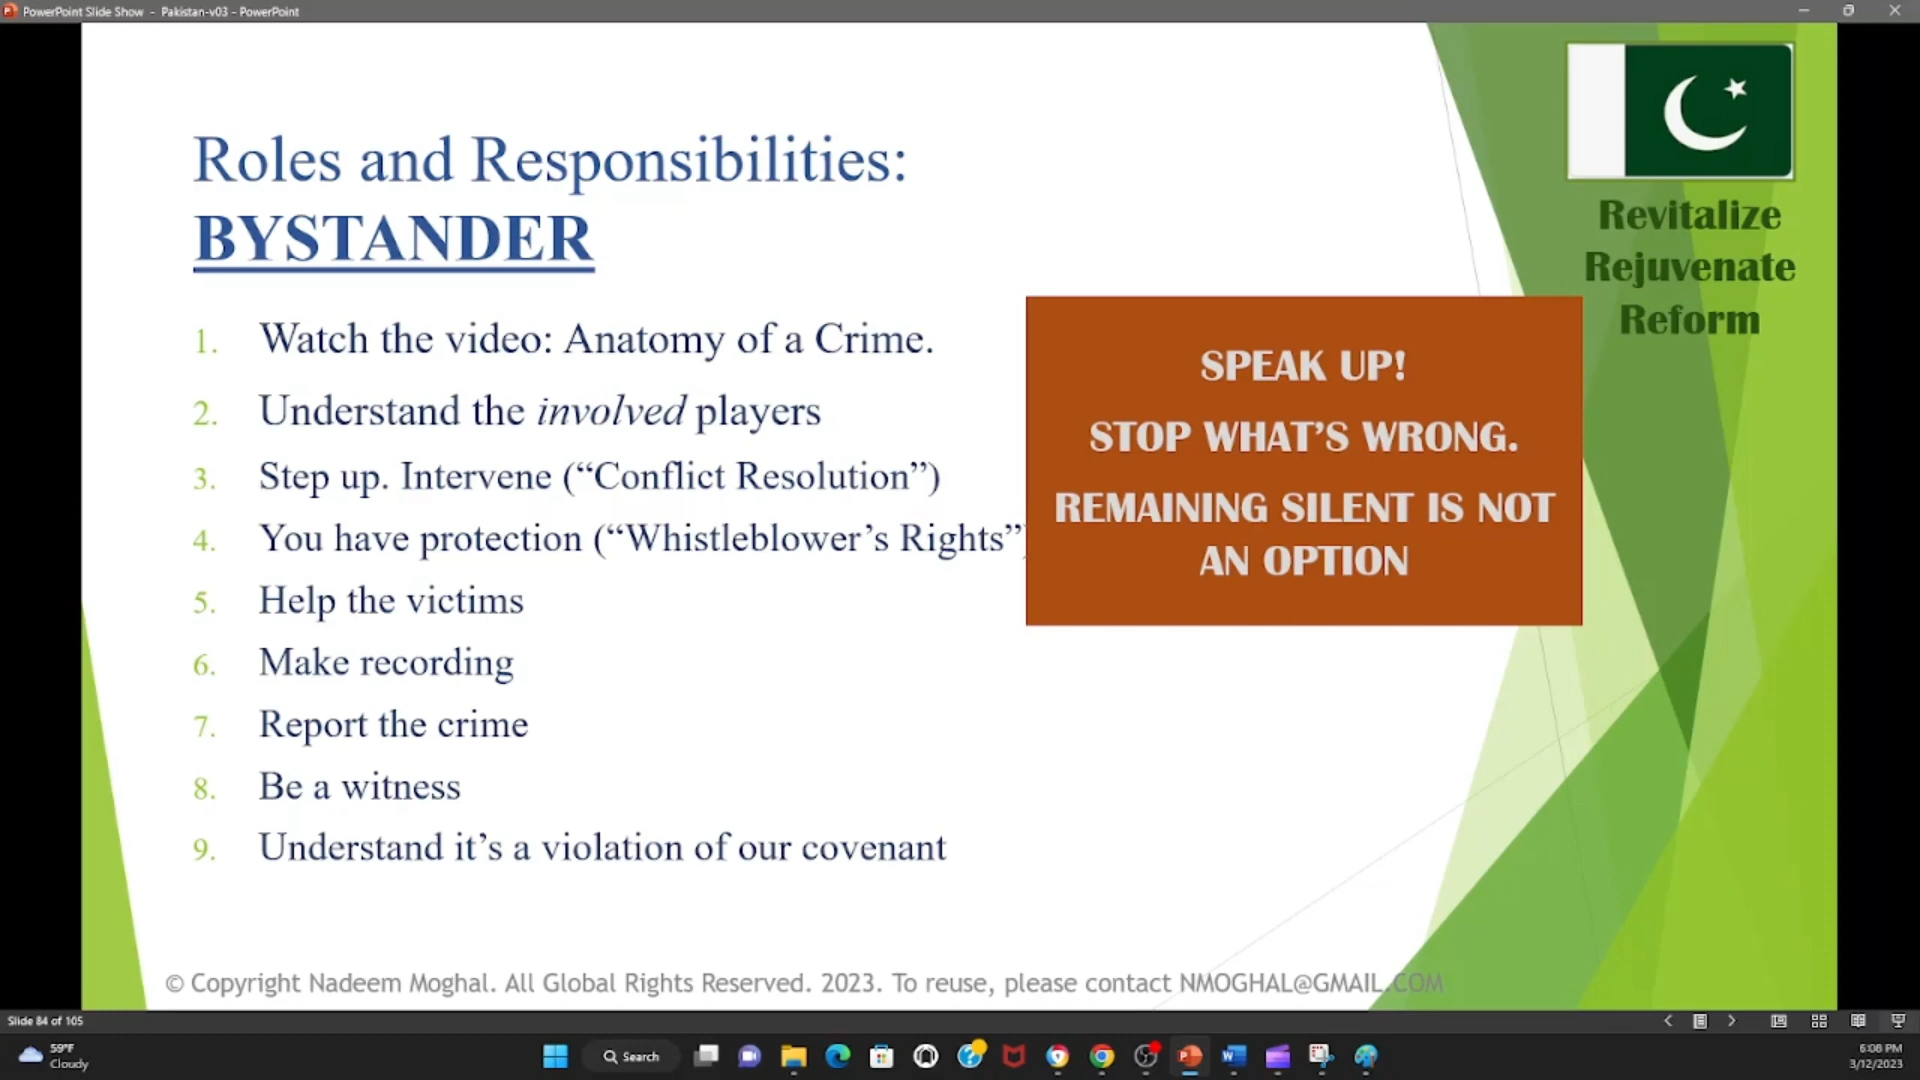 PowerPoint Slide Show - Pakistan-v03 - PowerPoint
Roles and Responsibilities:
BYSTANDER
1. Watch the video: Anatomy of a Crime.
2. Understand the involved players
3. Step up. Intervene (“Conflict Resolution”)
4. You have protection (“Whistleblower’s Rights”)
5. Help the victims
6. Make recording
7. Report the crime
8. Be a witness
9. Understand it’s a violation of our covenant
SPEAK UP!
STOP WHAT’S WRONG.
REMAINING SILENT IS NOT
AN OPTION
Revitalize
Rejuvenate
Reform
© Copyright Nadeem Moghal. All Global Rights Reserved. 2023. To reuse, please contact NMOGHAL@GMAIL.COM
Slide 84 of 105
59°F
Cloudy
Search
6:08 PM
3/12/2023